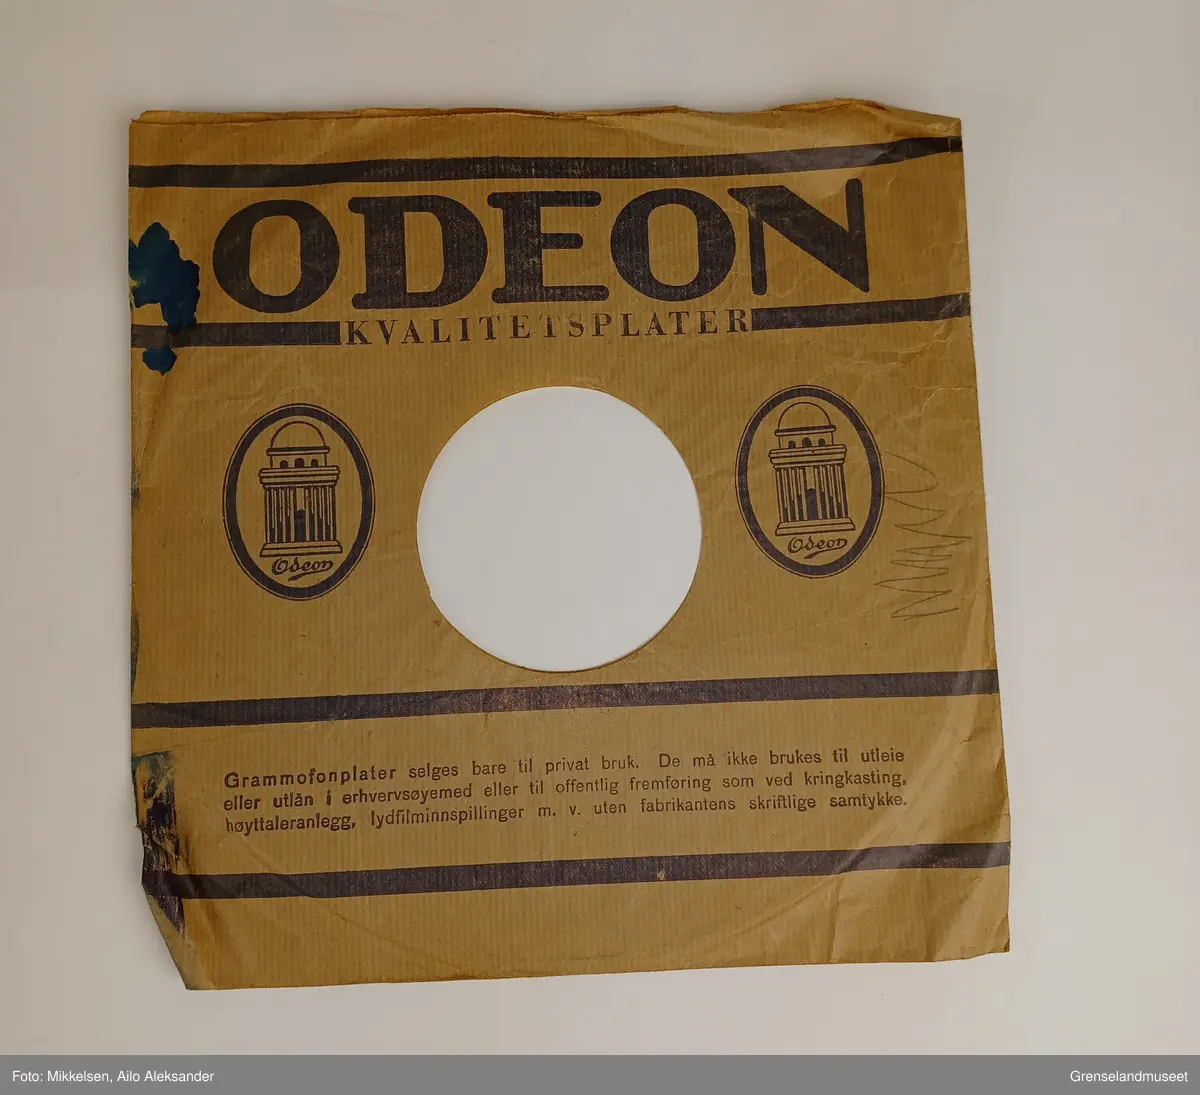 ODEON
KVALITETSPLATER
Odeon
Odeon
Grammofonplater selges bare til privat bruk. De må ikke brukes til utleie
eller utlån i erhvervsøyemed eller til offentlig fremføring som ved kringkasting,
høyttaleranlegg, lydfilminnspillinger m. v. uten fabrikantens skriftlige samtykke.
Foto: Mikkelsen, Ailo Aleksander
Grenselandmuseet